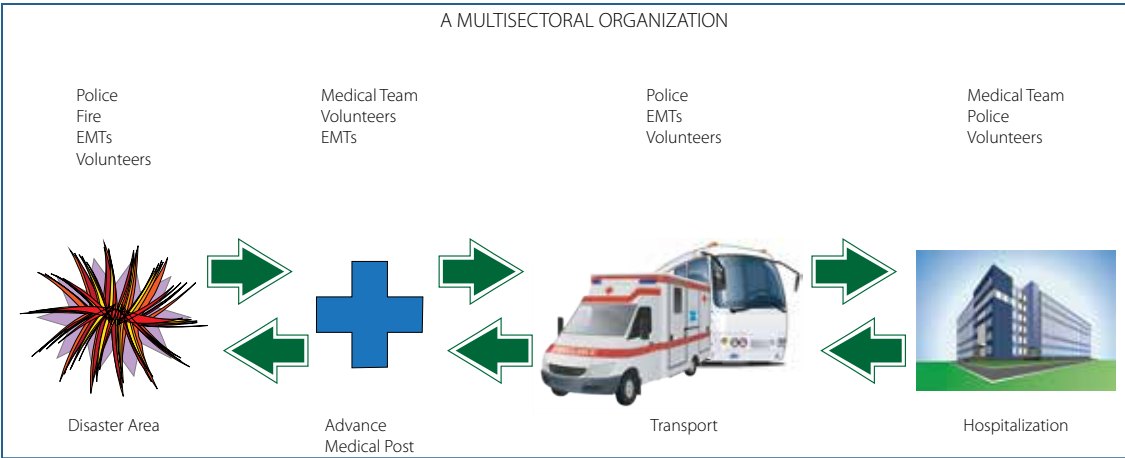 A MULTISECTORAL ORGANIZATION
Police
Fire
EMTs
Volunteers
Medical Team
Volunteers
EMTs
Police
EMTs
Volunteers
Medical Team
Police
Volunteers
AMBULANCE
Disaster Area
Advance
Medical Post
Transport
Hospitalization